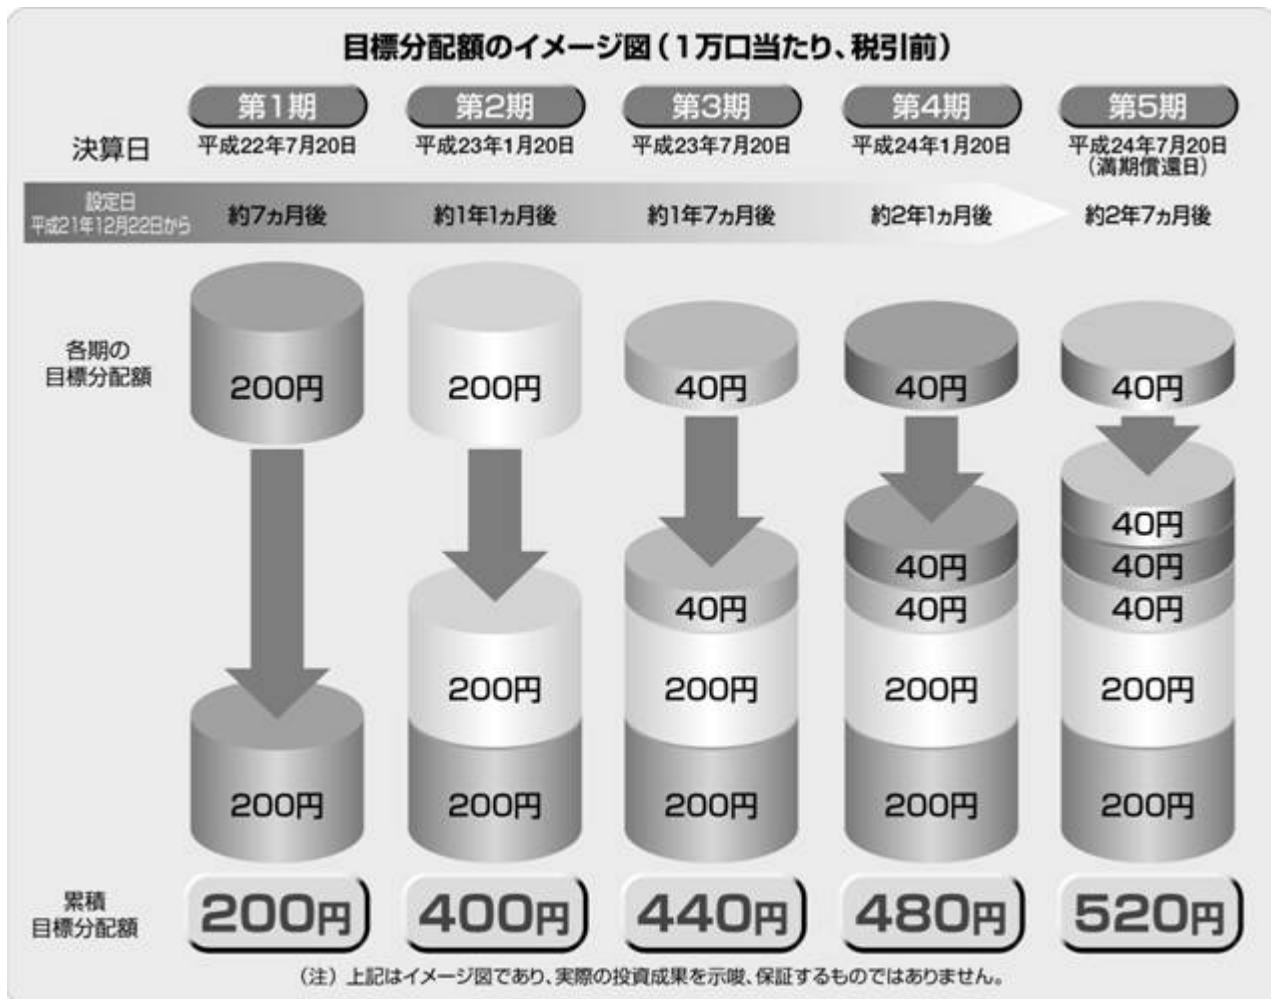 目標分配額のイメージ図（1万口当たり、税引前）
第1期 第2期 第3期 第4期 第5期
決算日 平成22年7月20日 平成23年1月20日 平成23年7月20日 平成24年1月20日 平成24年7月20日
（満期償還日）
設定日
平成21年12月22日から
約7ヵ月後 約1年1ヵ月後 約1年7ヵ月後 約2年1ヵ月後 約2年7ヵ月後
各期の
目標分配額
200円 200円 40円 40円 40円
40円
40円 40円
40円 40円 40円
200円 200円 200円 200円
200円 200円 200円 200円 200円
累積
目標分配額
200円 400円 440円 480円 520円
（注）上記はイメージ図であり、実際の投資成果を示唆、保証するものではありません。